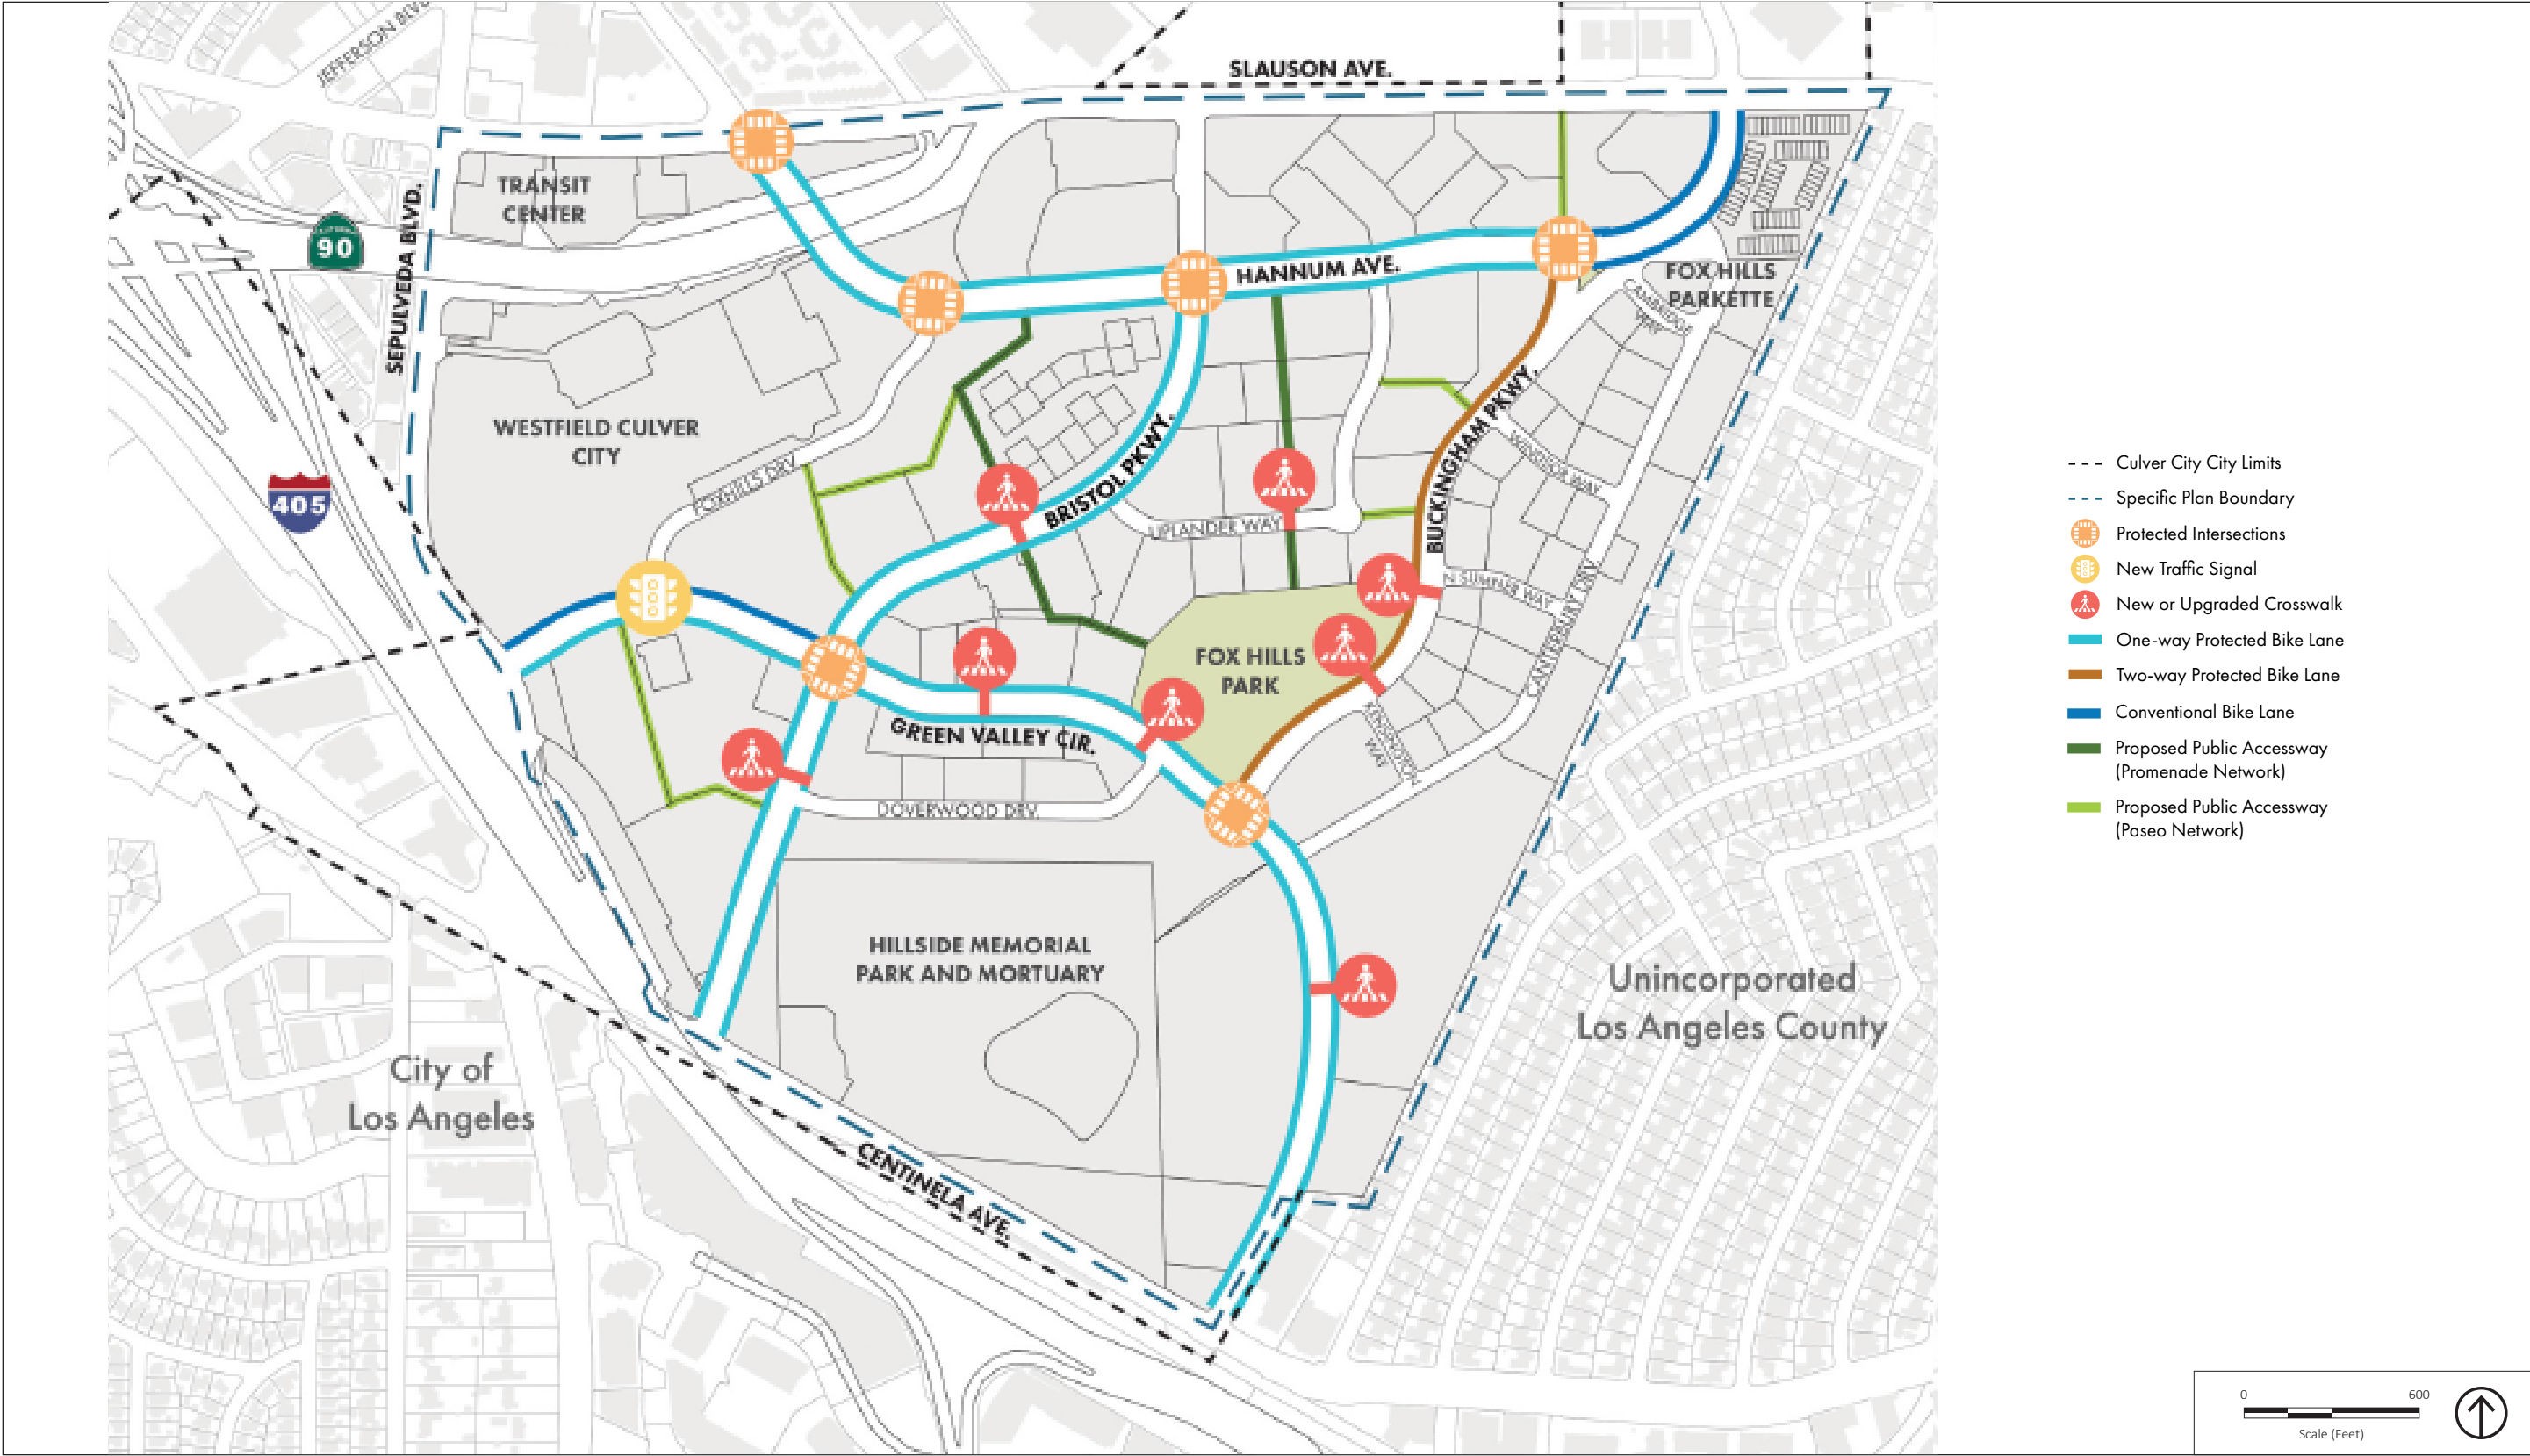 JEFFERSON BLVD
SLAUSON AVE.
TRANSIT
CENTER
SEPULVEDA BLVD.
90
HANNUM AVE.
FOX HILLS
PARKETTE
CAMBRIDGE
WAY
WESTFIELD CULVER
CITY
405
FOXHILLS DRV
BRISTOL PKWY.
UPLANDER WAY
BUCKINGHAM PKWY.
WINDSOR WAY
N SUMNER WAY
CANTERBURY DRV
FOX HILLS
PARK
KENSINGTON
WAY
GREEN VALLEY CIR.
DOVERWOOD DRV.
HILLSIDE MEMORIAL
PARK AND MORTUARY
Unincorporated
Los Angeles County
City of
Los Angeles
CENTINELA AVE.
Culver City City Limits
Specific Plan Boundary
Protected Intersections
New Traffic Signal
New or Upgraded Crosswalk
One-way Protected Bike Lane
Two-way Protected Bike Lane
Conventional Bike Lane
Proposed Public Accessway
(Promenade Network)
Proposed Public Accessway
(Paseo Network)
0 600
Scale (Feet)